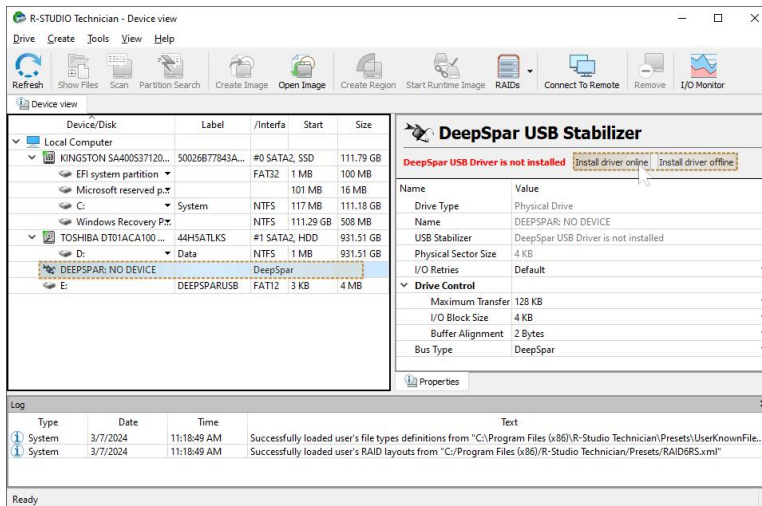 R-STUDIO Technician - Device view
Drive Create Tools View Help
Refresh Show Files Scan Partition Search Create Image Open Image Create Region Start Runtime Image RAIDs Connect To Remote Remove I/O Monitor
Device view
Device/Disk Label /Interfa Start Size
Local Computer
KINGSTON SA400S37120... 50026B77843A... #0 SATA2, SSD 111.79 GB
EFI system partition FAT32 1 MB 100 MB
Microsoft reserved p... 101 MB 16 MB
C: System NTFS 117 MB 111.18 GB
Windows Recovery P... NTFS 111.29 GB 508 MB
TOSHIBA DT01ACA100 ... 44H5ATLKS #1 SATA2, HDD 931.51 GB
D: Data NTFS 1 MB 931.51 GB
DEEPSPAR: NO DEVICE DeepSpar
E: DEEPSPARUSB FAT12 3 KB 4 MB
DeepSpar USB Stabilizer
DeepSpar USB Driver is not installed Install driver online Install driver offline
Name Value
Drive Type Physical Drive
Name DEEPSPAR: NO DEVICE
USB Stabilizer DeepSpar USB Driver is not installed
Physical Sector Size 4 KB
I/O Retries Default
Drive Control
Maximum Transfer 128 KB
I/O Block Size 4 KB
Buffer Alignment 2 Bytes
Bus Type DeepSpar
Properties
Log
Type Date Time Text
System 3/7/2024 11:18:49 AM Successfully loaded user's file types definitions from "C:\Program Files (x86)\R-Studio Technician\Presets\UserKnownFile...
System 3/7/2024 11:18:49 AM Successfully loaded user's RAID layouts from "C:/Program Files (x86)/R-Studio Technician/Presets/RAID6RS.xml"
Ready